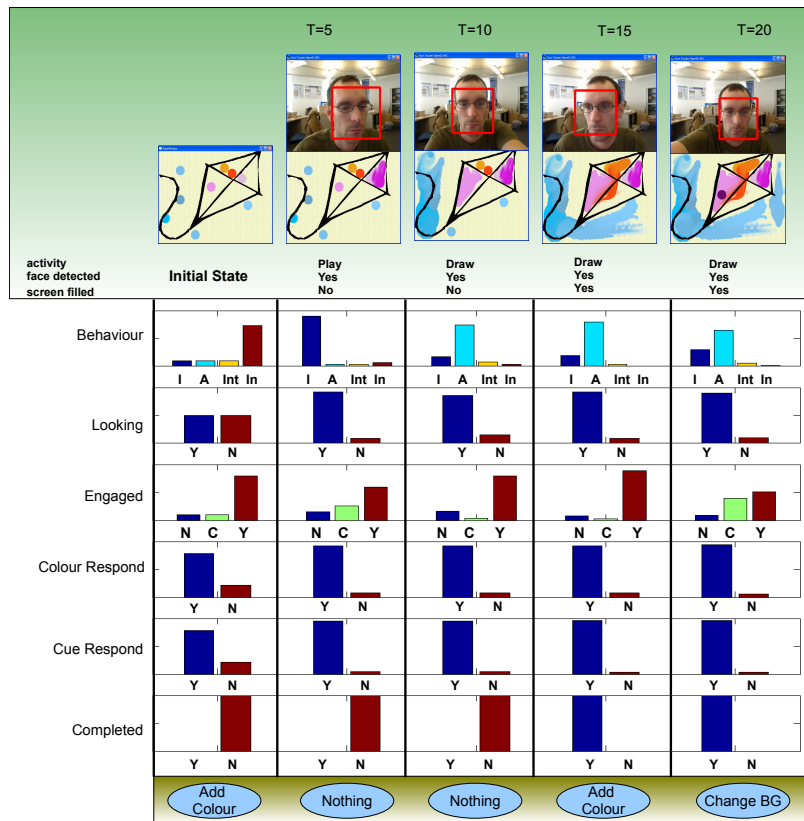 T=5 T=10 T=15 T=20
activity Play Draw Draw Draw
face detected Initial State Yes Yes Yes Yes
screen filled No No Yes Yes
Behaviour
I A Int In I A Int In I A Int In I A Int In I A Int In
Looking
Y N Y N Y N Y N Y N
Engaged
N C Y N C Y N C Y N C Y N C Y
Colour Respond
Y N Y N Y N Y N Y N
Cue Respond
Y N Y N Y N Y N Y N
Completed
Y N Y N Y N Y N Y N
Add Colour Nothing Nothing Add Colour Change BG